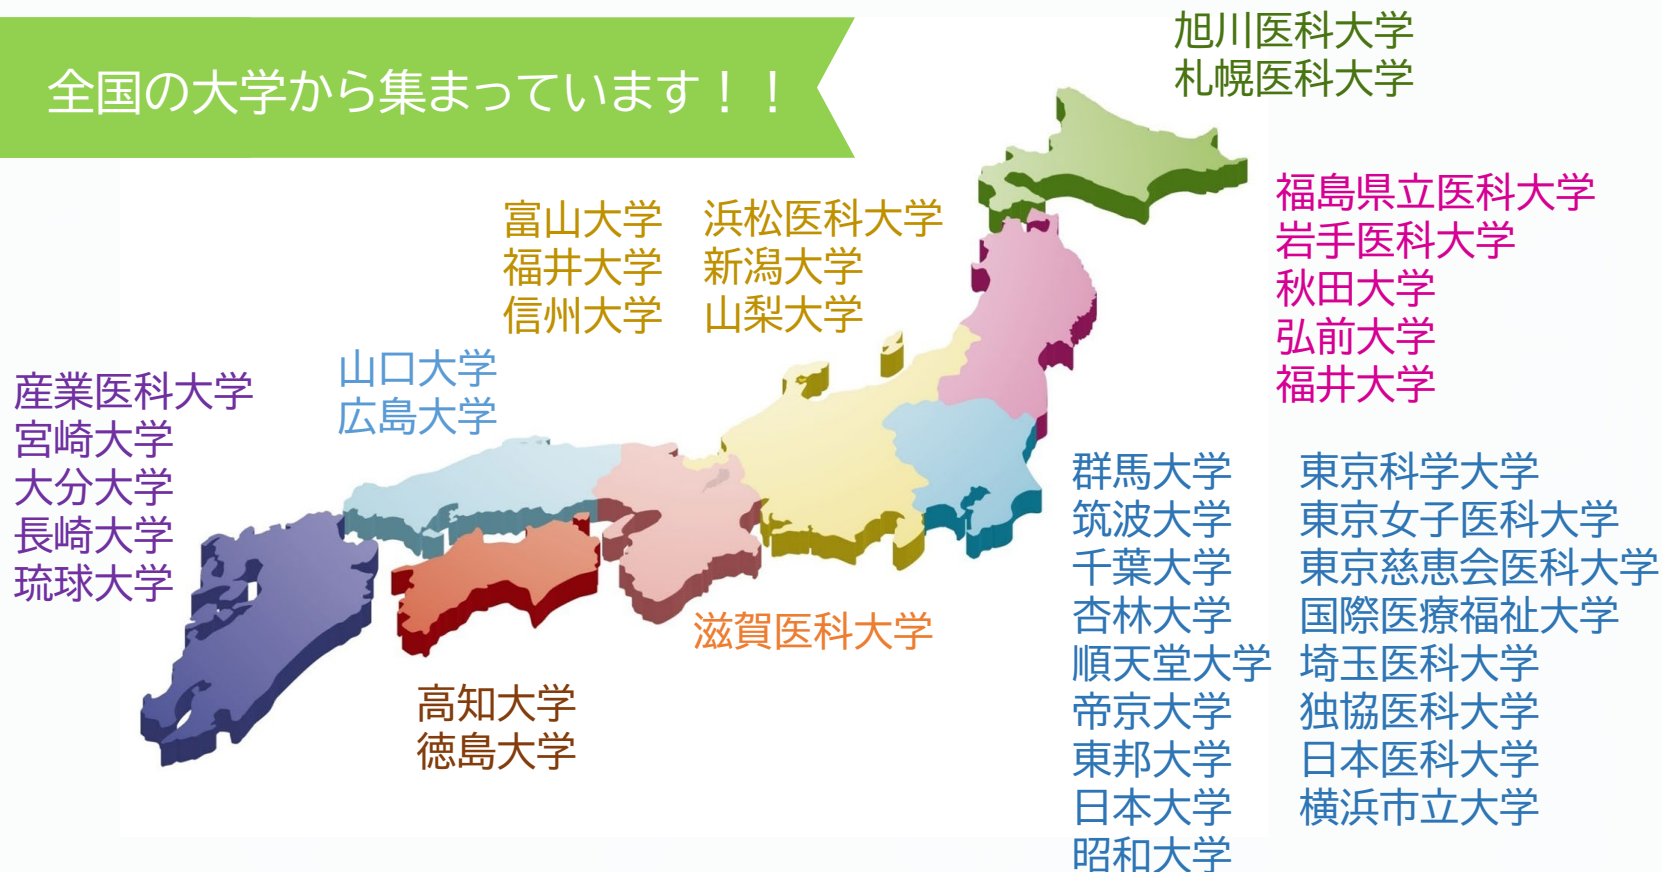 全国の大学から集まっています！！
旭川医科大学
札幌医科大学
福島県立医科大学
岩手医科大学
秋田大学
弘前大学
福井大学
富山大学
福井大学
信州大学
浜松医科大学
新潟大学
山梨大学
山口大学
広島大学
産業医科大学
宮崎大学
大分大学
長崎大学
琉球大学
滋賀医科大学
高知大学
徳島大学
群馬大学
筑波大学
千葉大学
杏林大学
順天堂大学
帝京大学
東邦大学
日本大学
昭和大学
東京科学大学
東京女子医科大学
東京慈恵会医科大学
国際医療福祉大学
埼玉医科大学
独協医科大学
日本医科大学
横浜市立大学